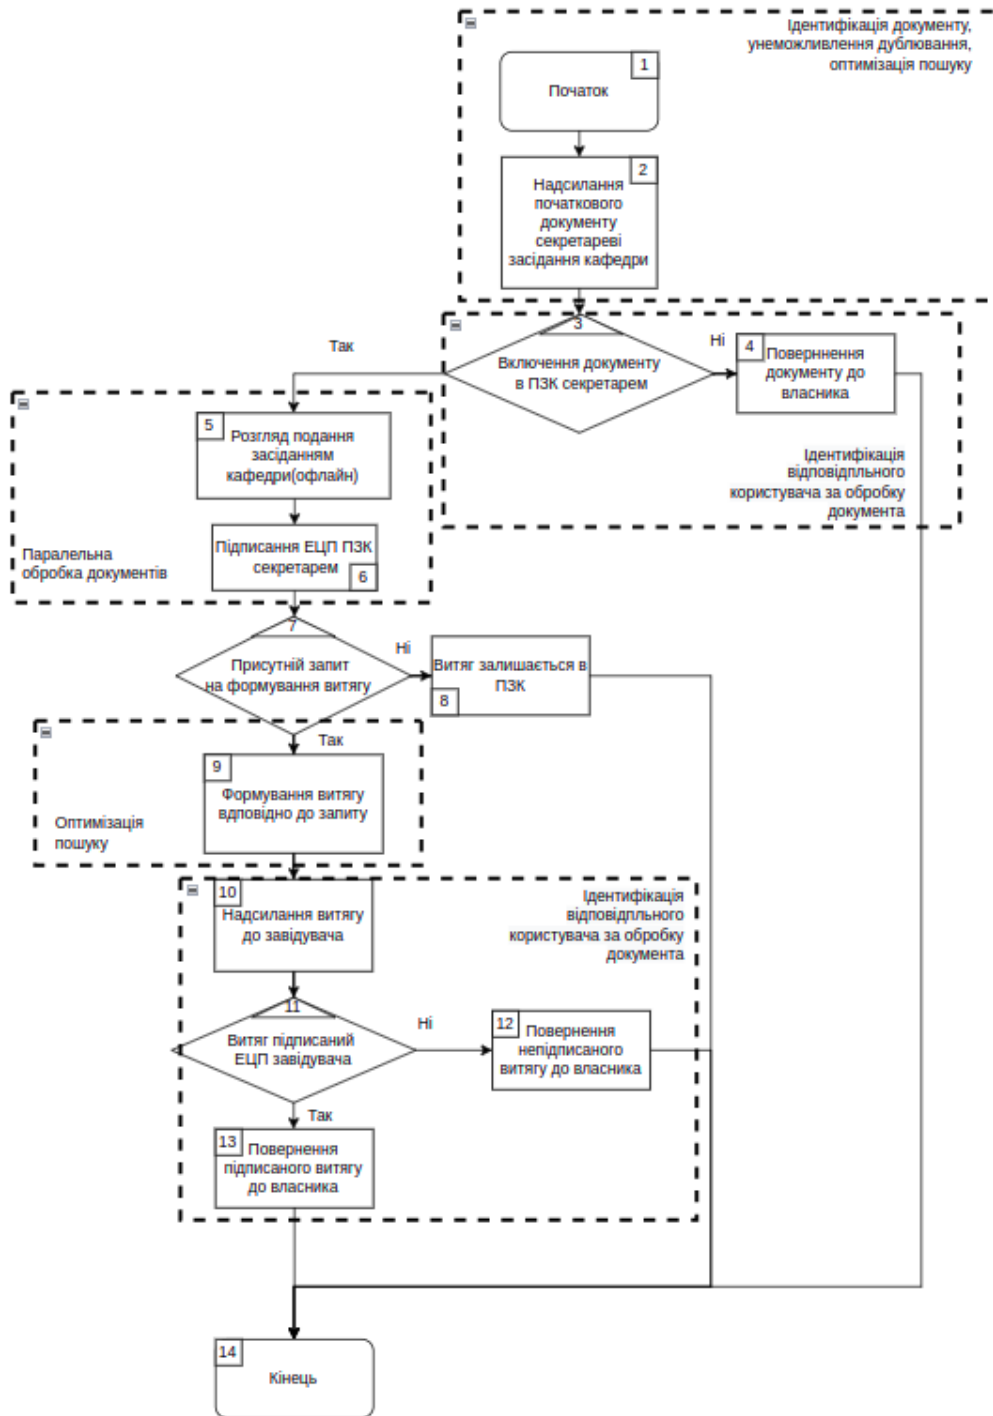 Ідентифікація документу,
унеможливлення дублювання,
оптимізація пошуку
1
Початок
2
Надсилання
початкового
документу
секретареві
засідання кафедри
3
Включення документу
в ПЗК секретарем
Так
Ні
4
Поверннення
документу до
власника
Ідентифікація
відповідпльного
користувача за обробку
документа
5
Розгляд подання
засіданням
кафедри(офлайн)
Підписання ЕЦП ПЗК
секретарем
6
Паралельна
обробка документів
7
Присутній запит
на формування витягу
Ні
Витяг залишається в
ПЗК
8
Так
9
Формування витягу
вдповідно до запиту
Оптимізація
пошуку
10
Надсилання витягу
до завідувача
Ідентифікація
відповідпльного
користувача за обробку
документа
11
Витяг підписаний
ЕЦП завідувача
Ні
12
Повернення
непідписаного
витягу до власника
Так
13
Повернення
підписаного витягу
до власника
14
Кінець